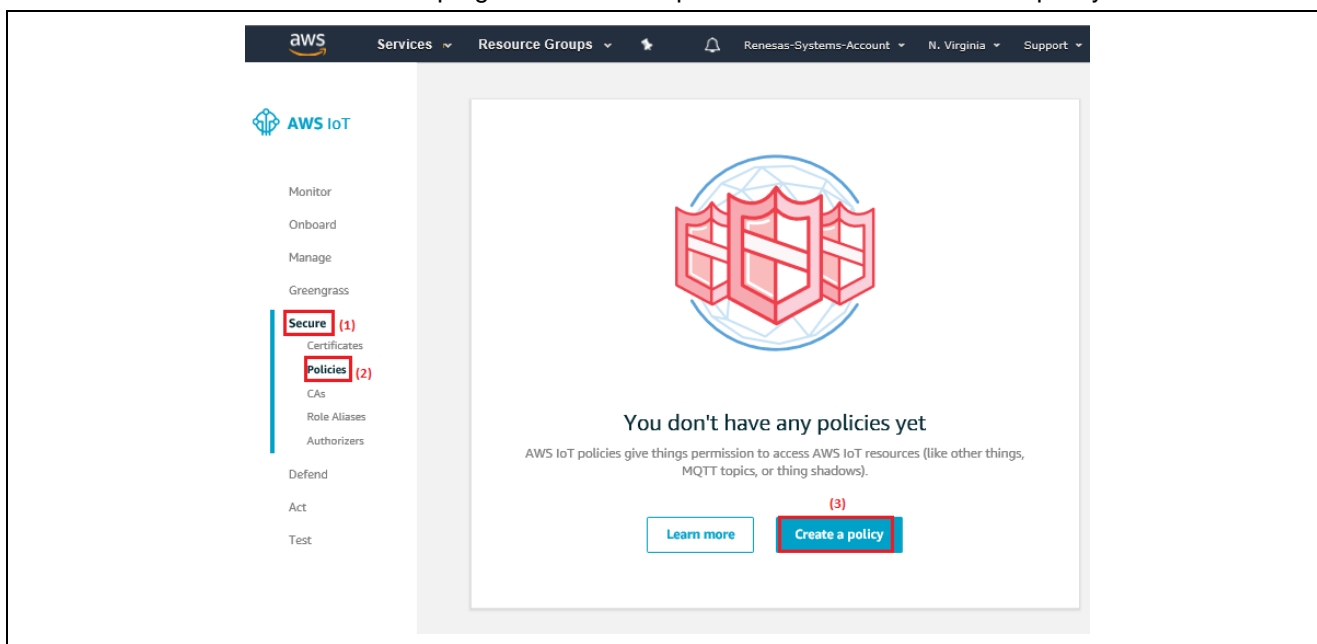 aws Services Resource Groups Renesas-Systems-Account N. Virginia Support
AWS IoT
Monitor
Onboard
Manage
Greengrass
Secure (1)
Certificates
Policies (2)
CAs
Role Aliases
Authorizers
Defend
Act
Test
You don't have any policies yet
AWS IoT policies give things permission to access AWS IoT resources (like other things,
MQTT topics, or thing shadows).
(3)
Learn more Create a policy